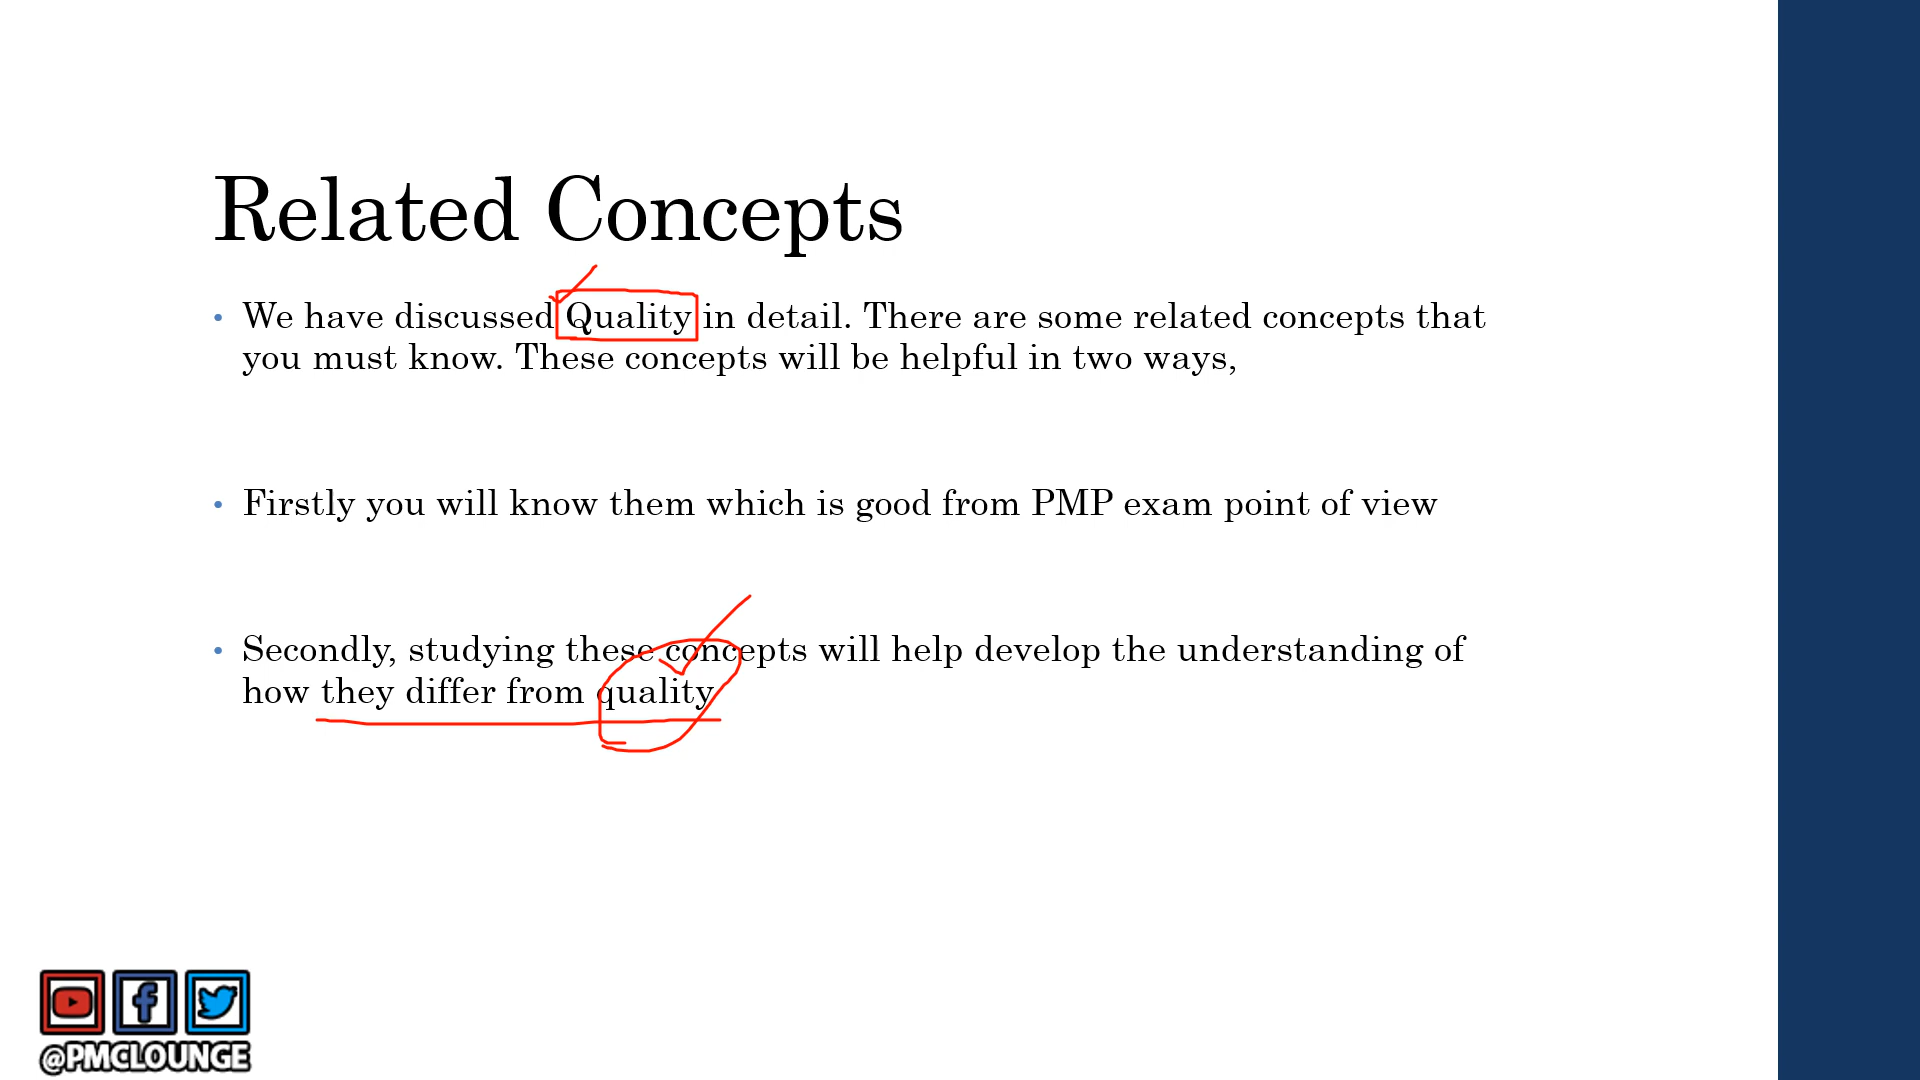 Related Concepts
• We have discussed Quality in detail. There are some related concepts that
you must know. These concepts will be helpful in two ways,
• Firstly you will know them which is good from PMP exam point of view
• Secondly, studying these concepts will help develop the understanding of
how they differ from quality
@PMCLOUNGE